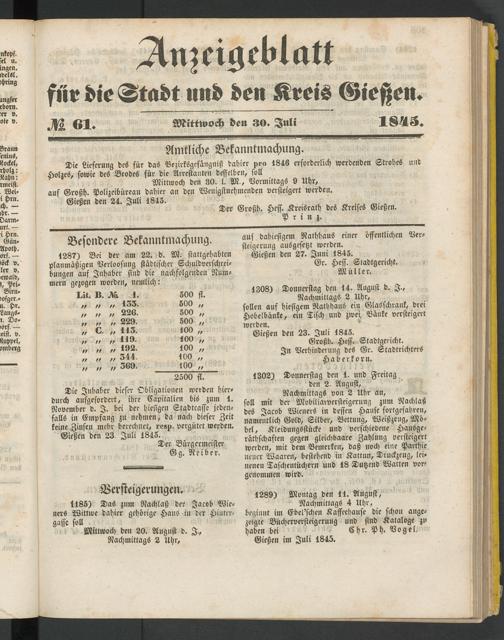 Anzeigeblatt
für die Stadt und den Kreis Gießen.
№ 61. Mittwoch den 30. Juli 1845.
Amtliche Bekanntmachung.
Die Lieferung des für das Bezirksgefängniß dahier pro 1846 erforderlich werdenden Strohes und
Holzes, sowie des Brodes für die Arrestanten desselben, soll
Mittwoch den 30. l. M., Vormittags 9 Uhr,
auf Großh. Polizeibüreau dahier an den Wenigstnehmenden versteigert werden.
Gießen den 24. Juli 1845.
Der Großh. Hess. Kreisrath des Kreises Gießen.
Prinz.
Besondere Bekanntmachung.
1287) Bei der am 22. d. M. stattgehabten
planmäßigen Verloosung städtischer Schuldverschrei-
bungen auf Inhaber sind die nachfolgenden Num-
mern gezogen worden, nemlich:
Lit. B. № 1. 500 fl.
„ „ „ 153. 500 „
„ „ „ 226. 500 „
„ „ „ 229. 500 „
„ C. „ 113. 100 „
„ „ „ 119. 100 „
„ „ „ 192. 100 „
„ „ „ 344. 100 „
„ „ „ 369. 100 „
2500 fl.
Die Inhaber dieser Obligationen werden hier-
durch aufgefordert, ihre Capitalien bis zum 1.
November d. J. bei der hiesigen Stadtkasse jeden-
falls in Empfang zu nehmen, da nach dieser Zeit
keine Zinsen mehr berechnet, resp. vergütet werden.
Gießen den 23. Juli 1845.
Der Bürgermeister
Gg. Reiber.
Versteigerungen.
1185) Das zum Nachlaß der Jacob Wie-
ners Wittwe dahier gehörige Haus in der Hinter-
gasse soll
Mittwoch den 20. August d. J.,
Nachmittags 2 Uhr,
auf dahiesigem Rathhause einer öffentlichen Ver-
steigerung ausgesetzt werden.
Gießen den 27. Juni 1845.
Gr. Hess. Stadtgericht.
Müller.
1308) Donnerstag den 14. August d. J.,
Nachmittags 2 Uhr,
sollen auf hiesigem Rathhaus ein Glasschrank, drei
Hobelbänke, ein Tisch und zwei Bänke versteigert
werden.
Gießen den 23. Juli 1845.
Großh. Hess. Stadtgericht.
In Verhinderung des Gr. Stadtrichters
Haberkorn.
1302) Donnerstag den 1. und Freitag
den 2. August,
Nachmittags von 2 Uhr an,
soll mit der Mobiliarversteigerung zum Nachlaß
des Jacob Wieners in dessen Hause fortgefahren,
namentlich Gold, Silber, Bettung, Weißzeug, Mö-
bel, Kleidungsstücke und verschiedene Hausge-
räthschaften gegen gleichbaare Zahlung versteigert
werden, mit dem Bemerken, daß noch eine Parthie
neuer Waaren, bestehend in Kattun, Druckzeug, lei-
nenen Taschentüchern und 18 Dutzend Watten vor-
genommen wird.
1289) Montag den 11. August,
Nachmittags 4 Uhr,
beginnt im Ebel'schen Kaffeehause die schon ange-
zeigte Bücherversteigerung und sind Kataloge zu
haben bei Chr. Ph. Vogel.
Gießen im Juli 1845.